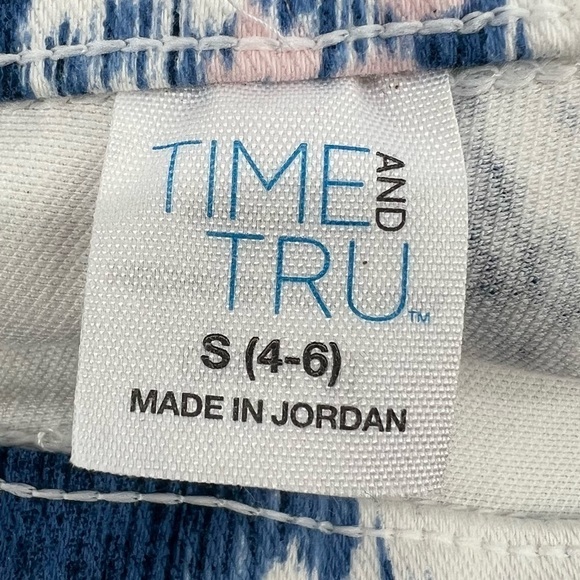 TIME AND
TRU™
S (4-6)
MADE IN JORDAN